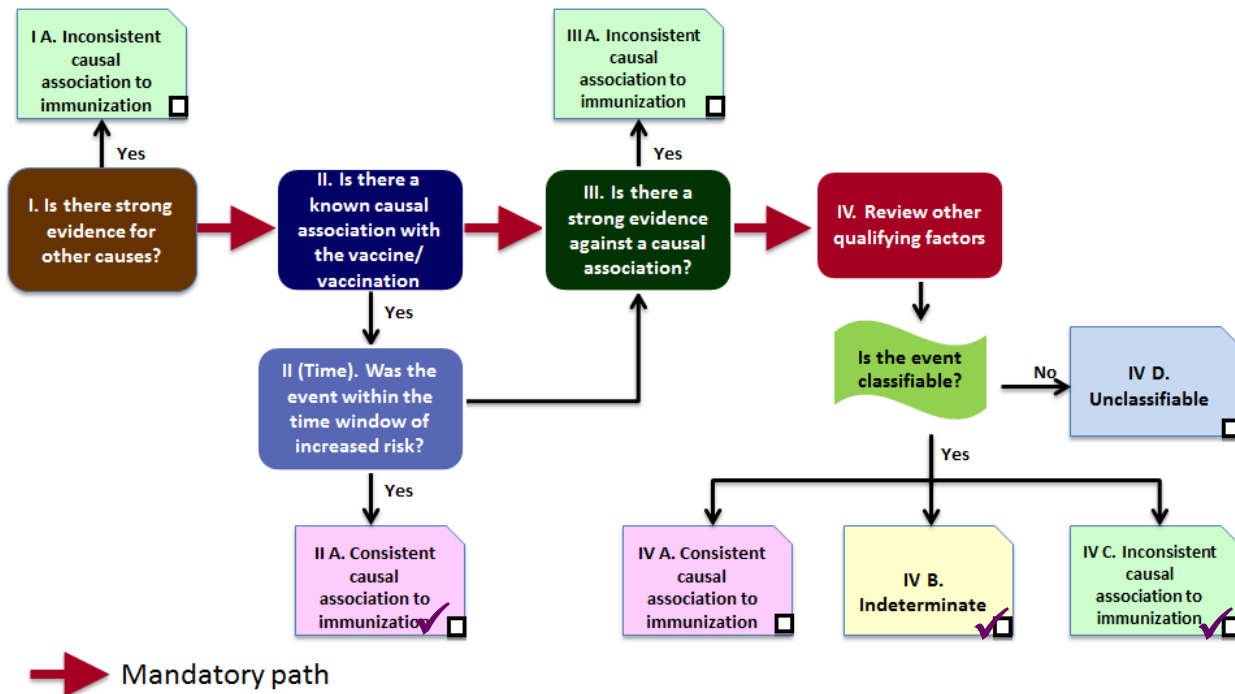 I A. Inconsistent
causal
association to
immunization
Yes
I. Is there strong
evidence for
other causes?
II. Is there a
known causal
association with
the vaccine/
vaccination
Yes
II (Time). Was the
event within the
time window of
increased risk?
Yes
II A. Consistent
causal
association to
immunization
III A. Inconsistent
causal
association to
immunization
Yes
III. Is there a
strong evidence
against a causal
association?
IV. Review other
qualifying factors
Is the event
classifiable?
No
IV D.
Unclassifiable
Yes
IV A. Consistent
causal
association to
immunization
IV B.
Indeterminate
IV C. Inconsistent
causal
association to
immunization
Mandatory path